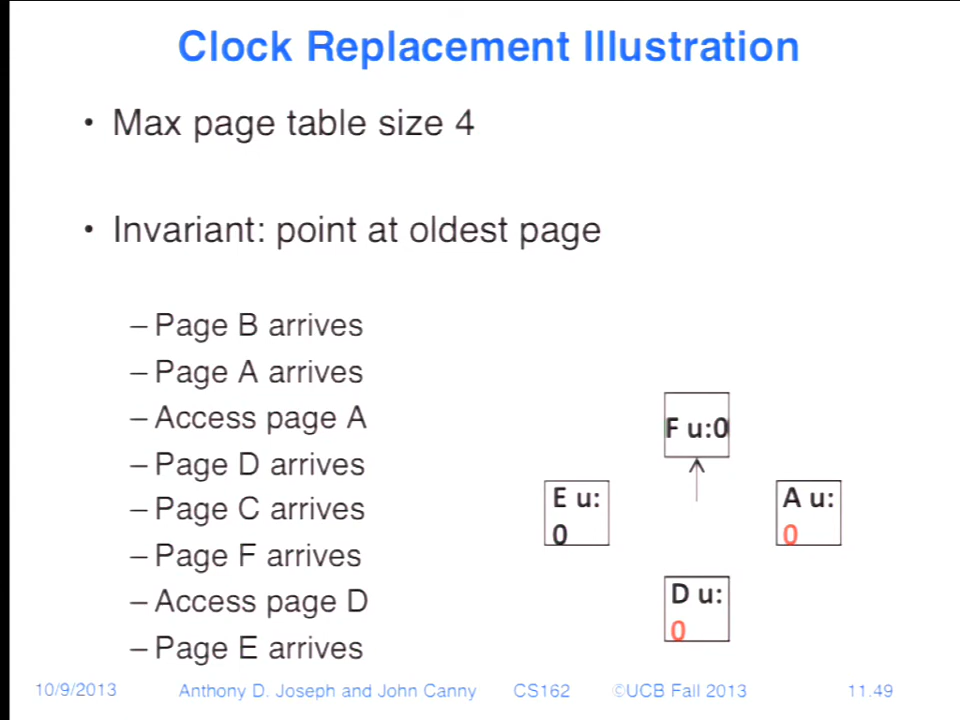 Clock Replacement Illustration
• Max page table size 4
• Invariant: point at oldest page
– Page B arrives
– Page A arrives
– Access page A
– Page D arrives
– Page C arrives
– Page F arrives
– Access page D
– Page E arrives
F u:0
E u:
0
A u:
0
D u:
0
10/9/2013 Anthony D. Joseph and John Canny CS162 ©UCB Fall 2013 11.49